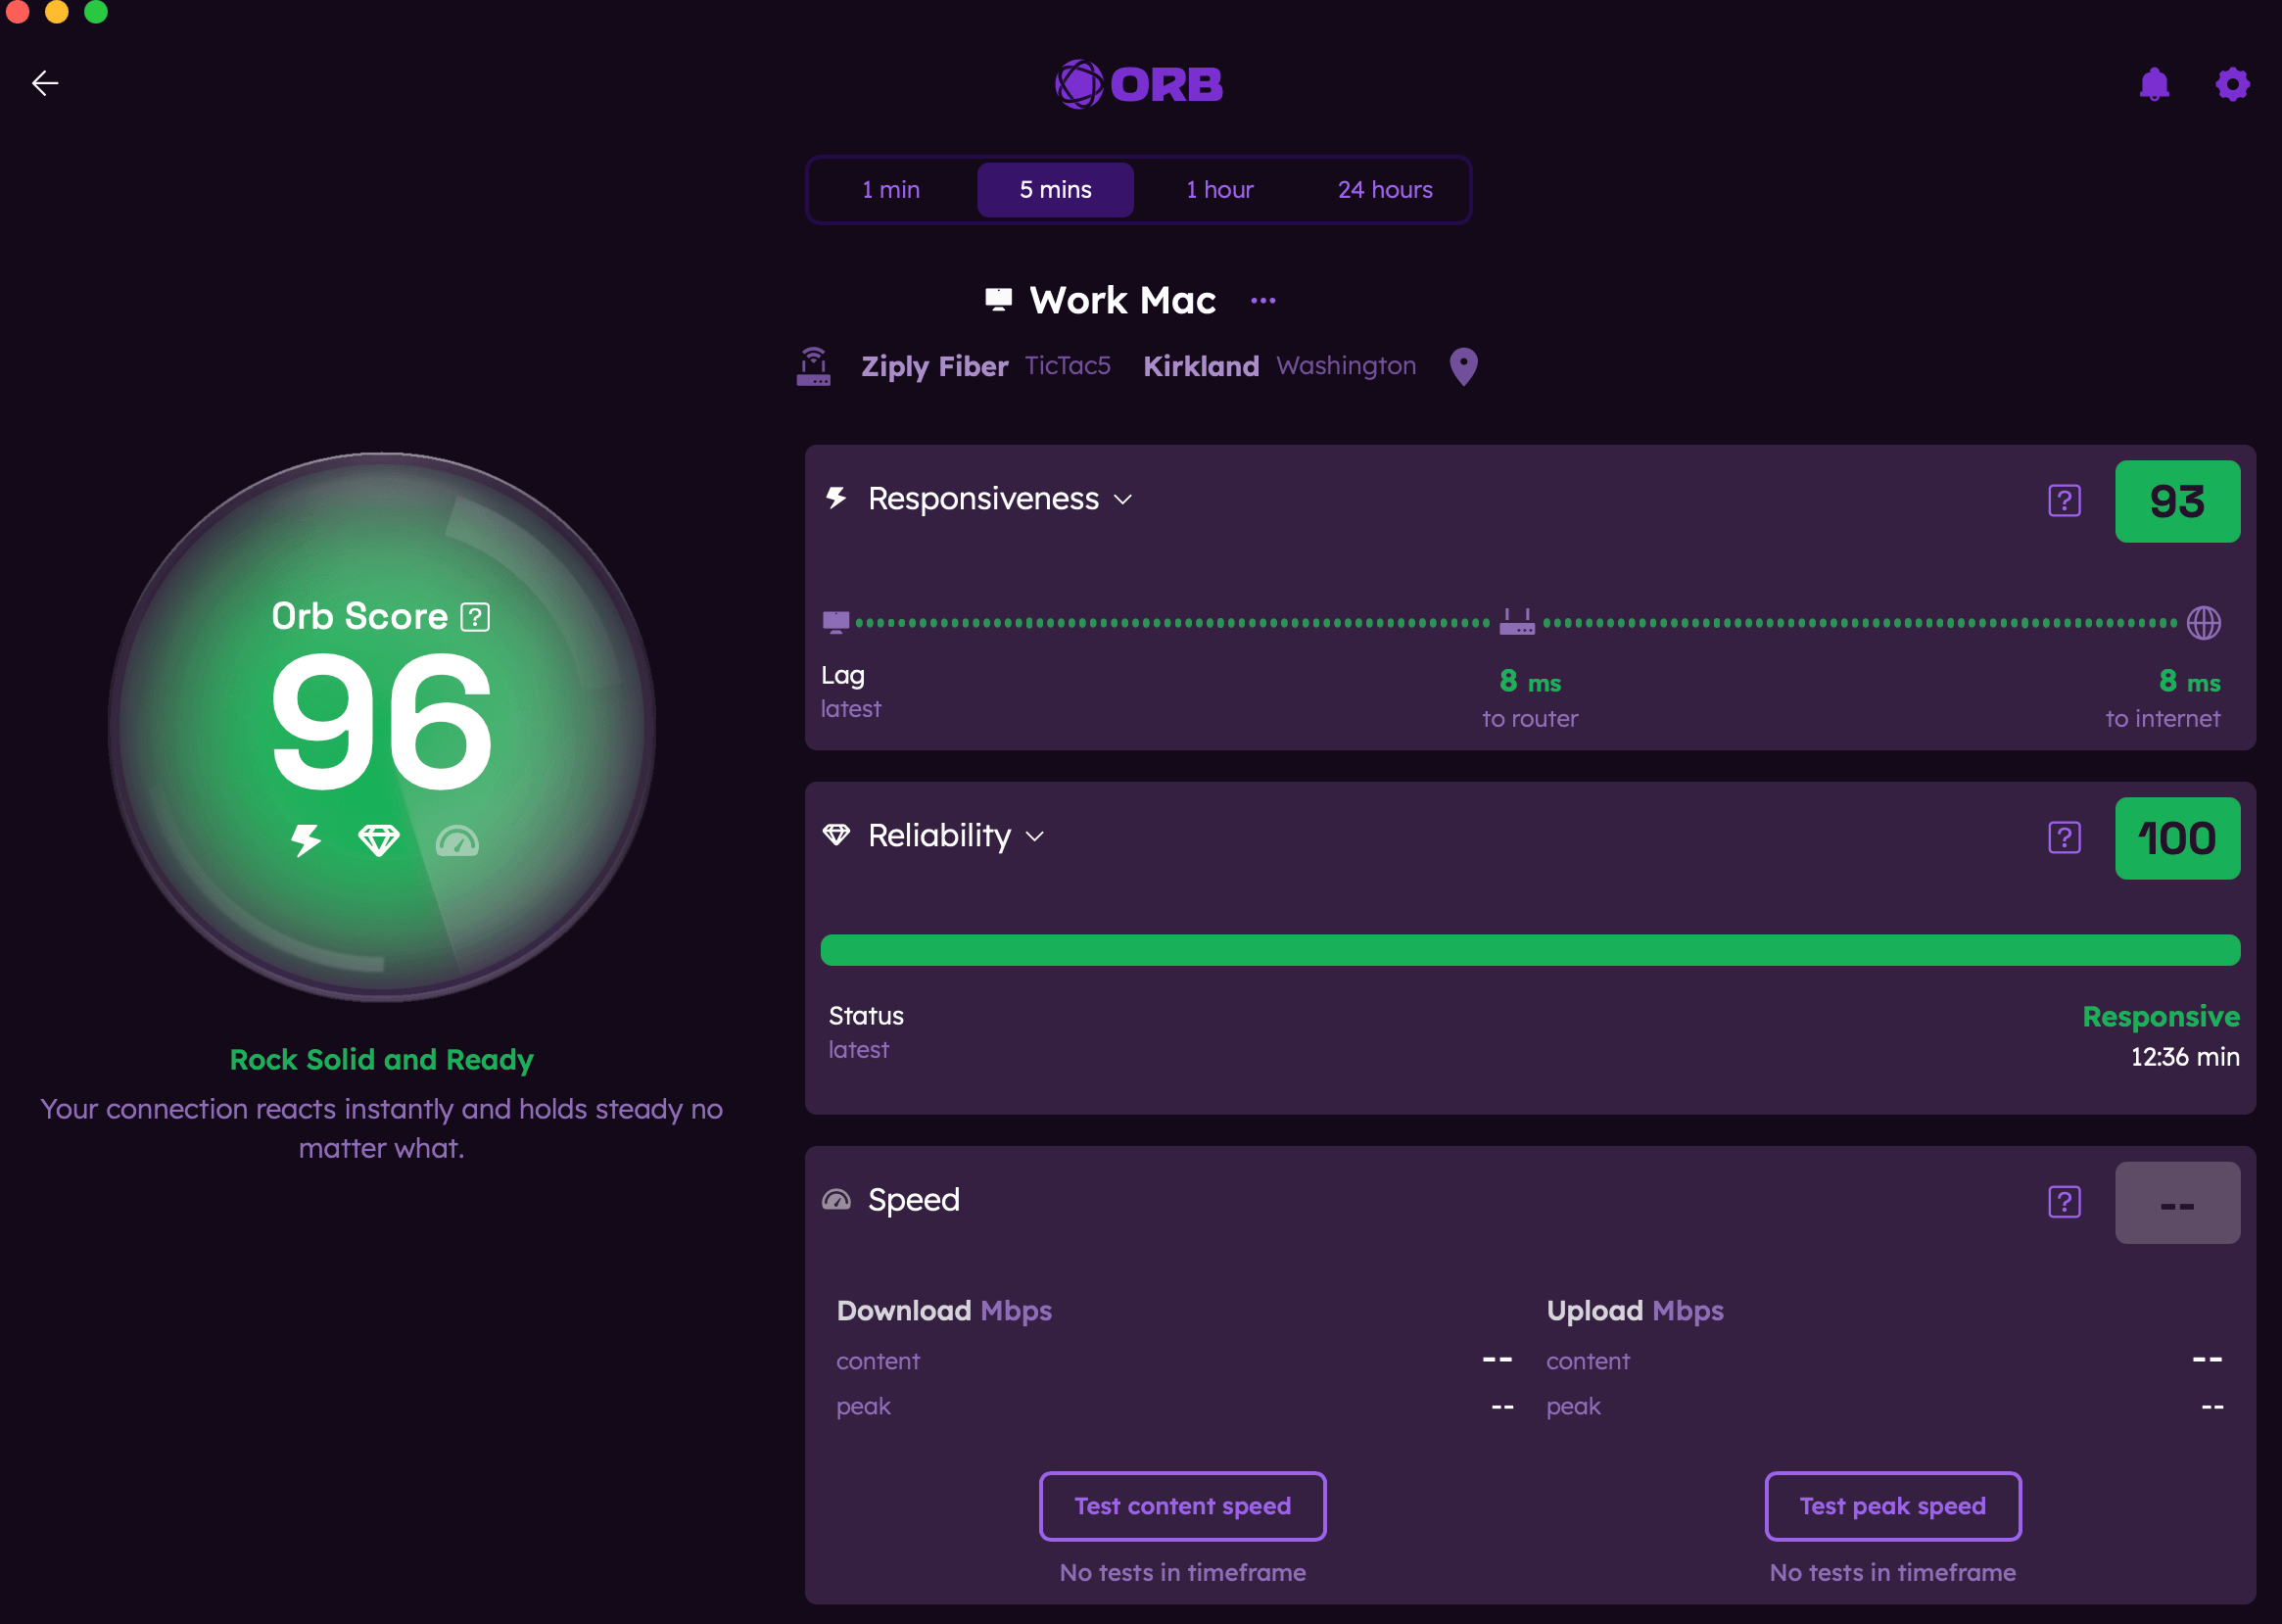 ORB
1 min 5 mins 1 hour 24 hours
Work Mac ...
Ziply Fiber TicTac5 Kirkland Washington
Orb Score ?
96
Rock Solid and Ready
Your connection reacts instantly and holds steady no
matter what.
Responsiveness ? 93
Lag 8 ms 8 ms
latest to router to internet
Reliability ? 100
Status Responsive
latest 12:36 min
Speed ? --
Download Mbps Upload Mbps
content -- content --
peak -- peak --
Test content speed Test peak speed
No tests in timeframe No tests in timeframe